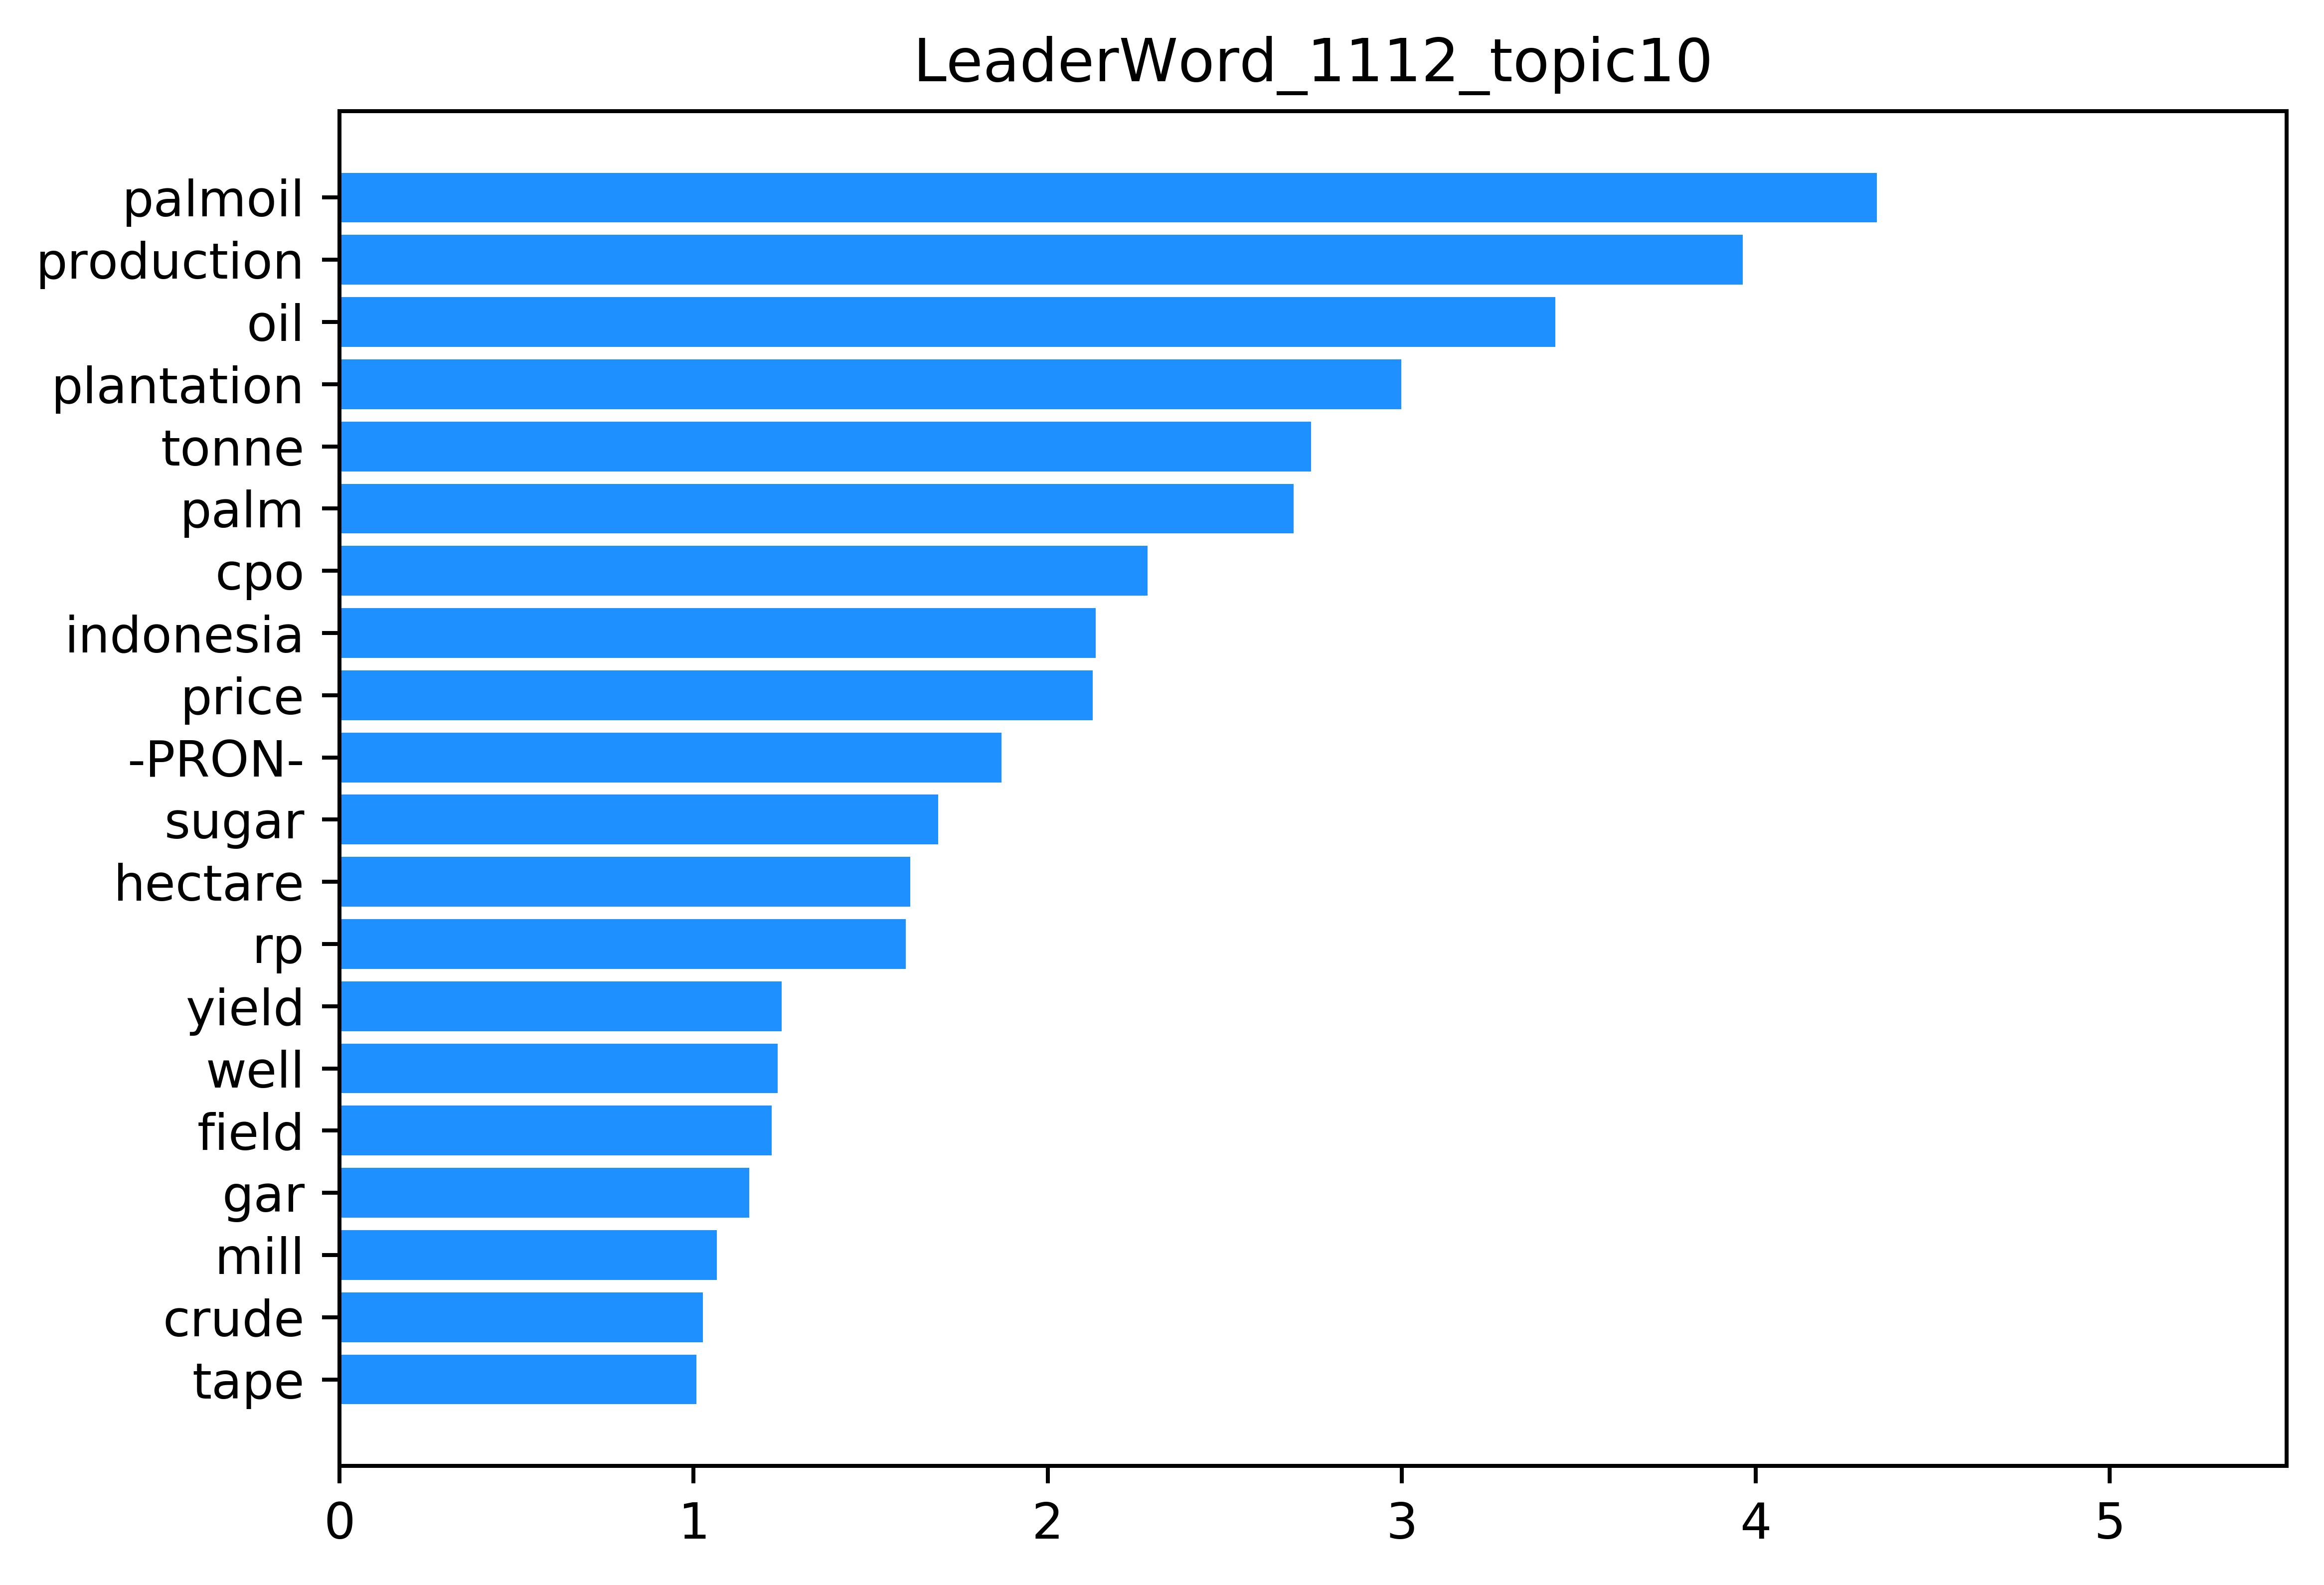 LeaderWord_1112_topic10
palmoil
production
oil
plantation
tonne
palm
cpo
indonesia
price
-PRON-
sugar
hectare
rp
yield
well
field
gar
mill
crude
tape
0 1 2 3 4 5